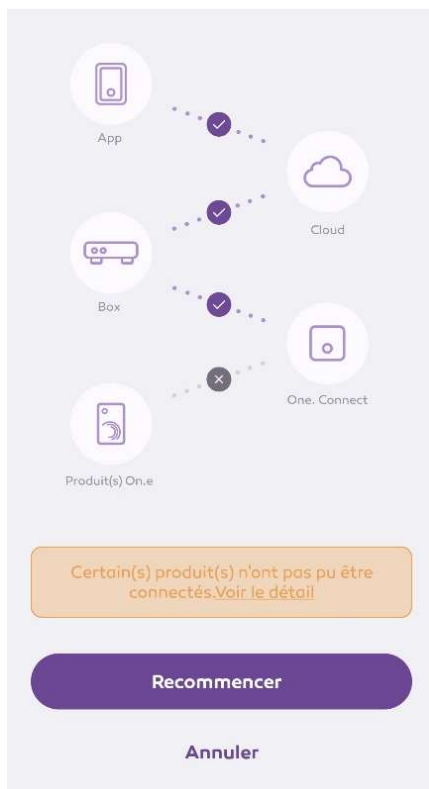 App
Cloud
Box
One. Connect
Produit(s) On.e
Certain(s) produit(s) n'ont pas pu être
connectés.Voir le détail
Recommencer
Annuler